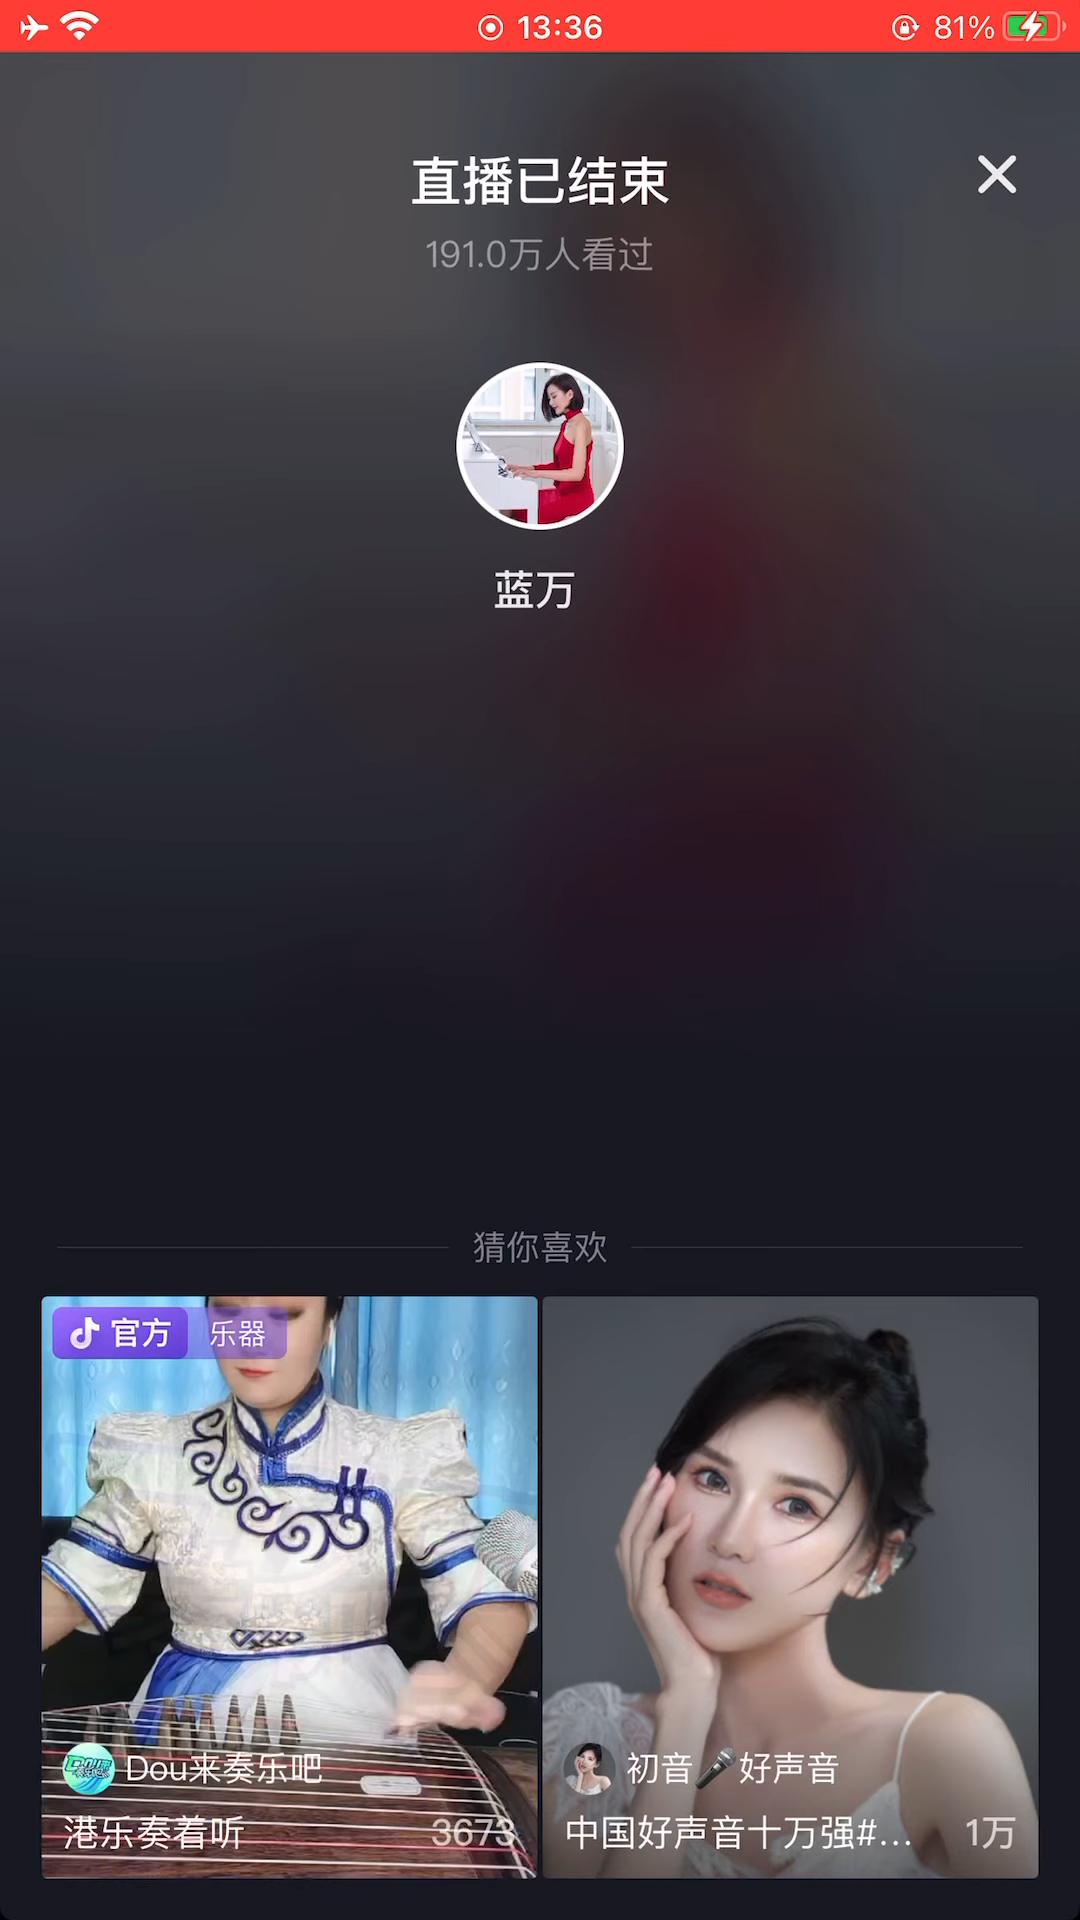 13:36
81%
直播已结束
191.0万人看过
蓝万
猜你喜欢
官方 乐器
Dou来奏乐吧
港乐奏着听 3673
初音🎤好声音
中国好声音十万强#... 1万